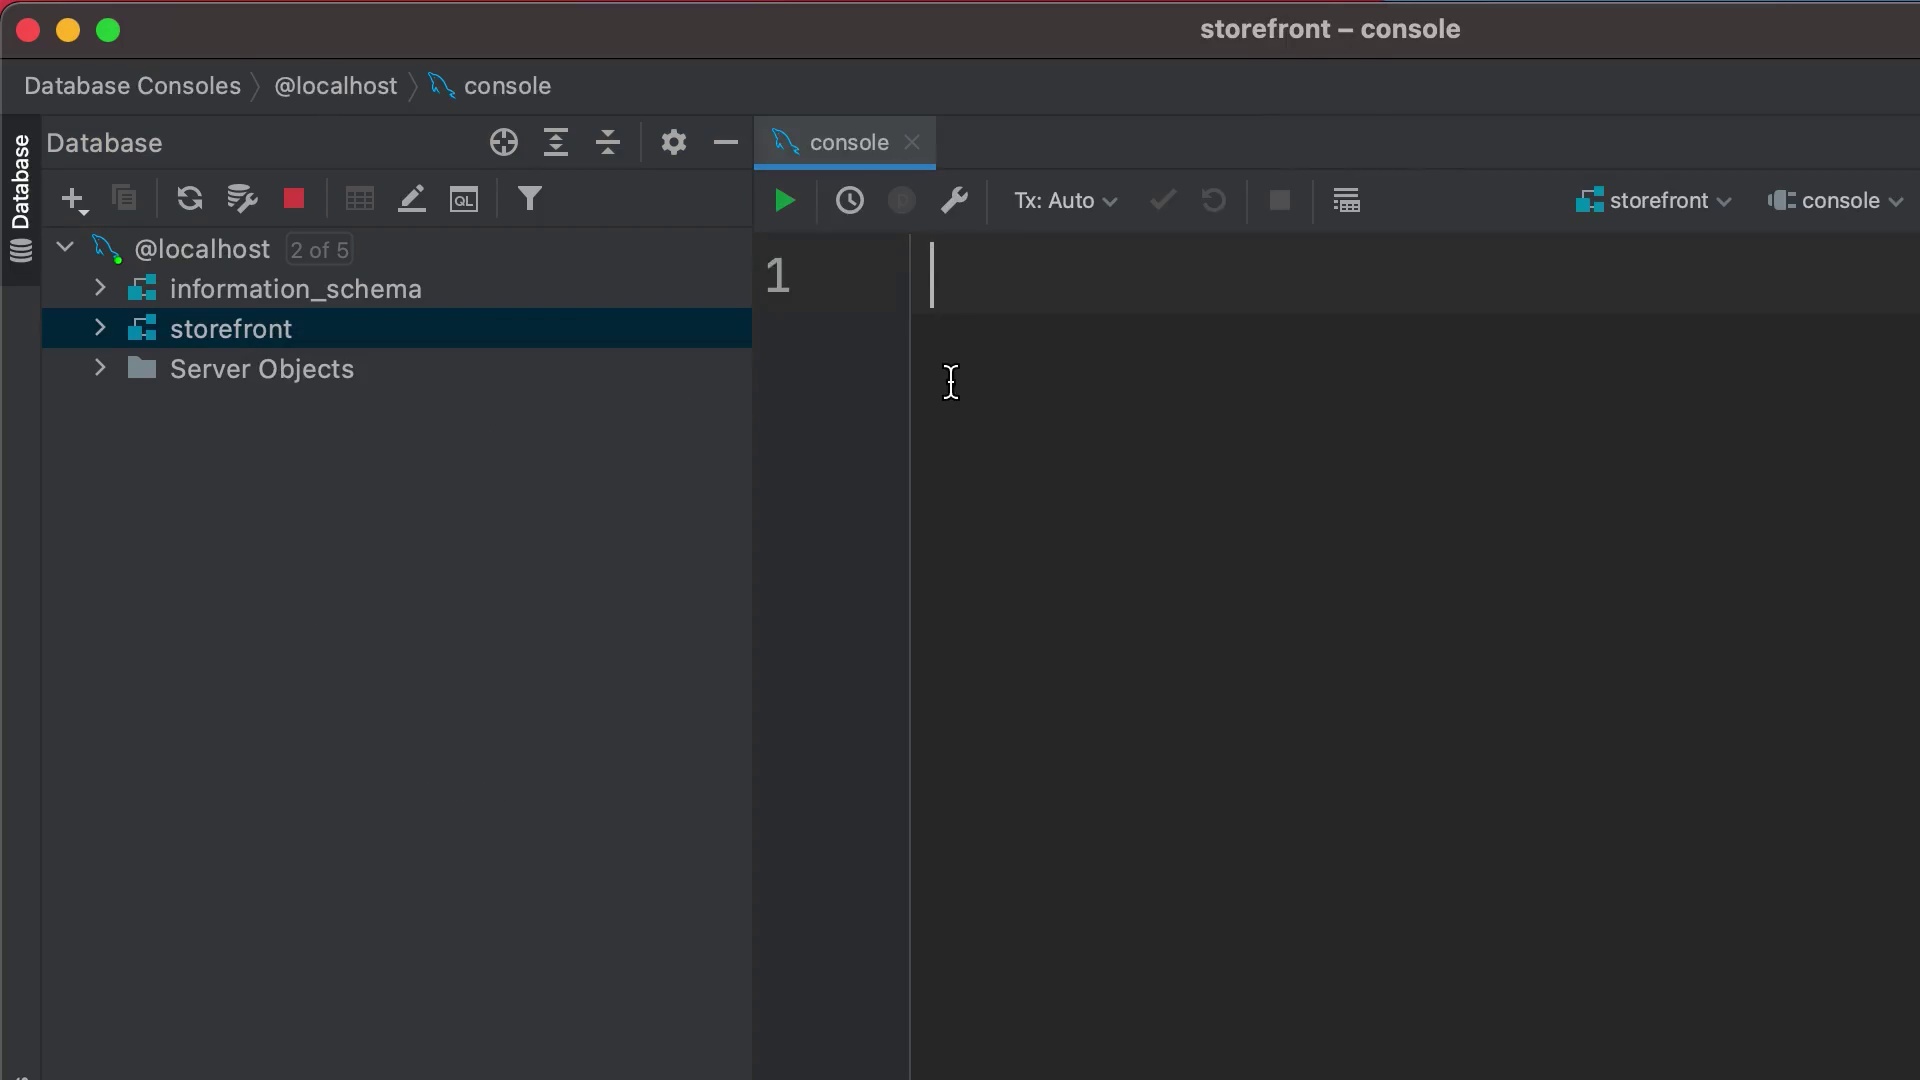 storefront – console
Database Consoles @localhost console
Database
Database
console
QL
Tx: Auto storefront console
@localhost 2 of 5
information_schema
storefront
Server Objects
1